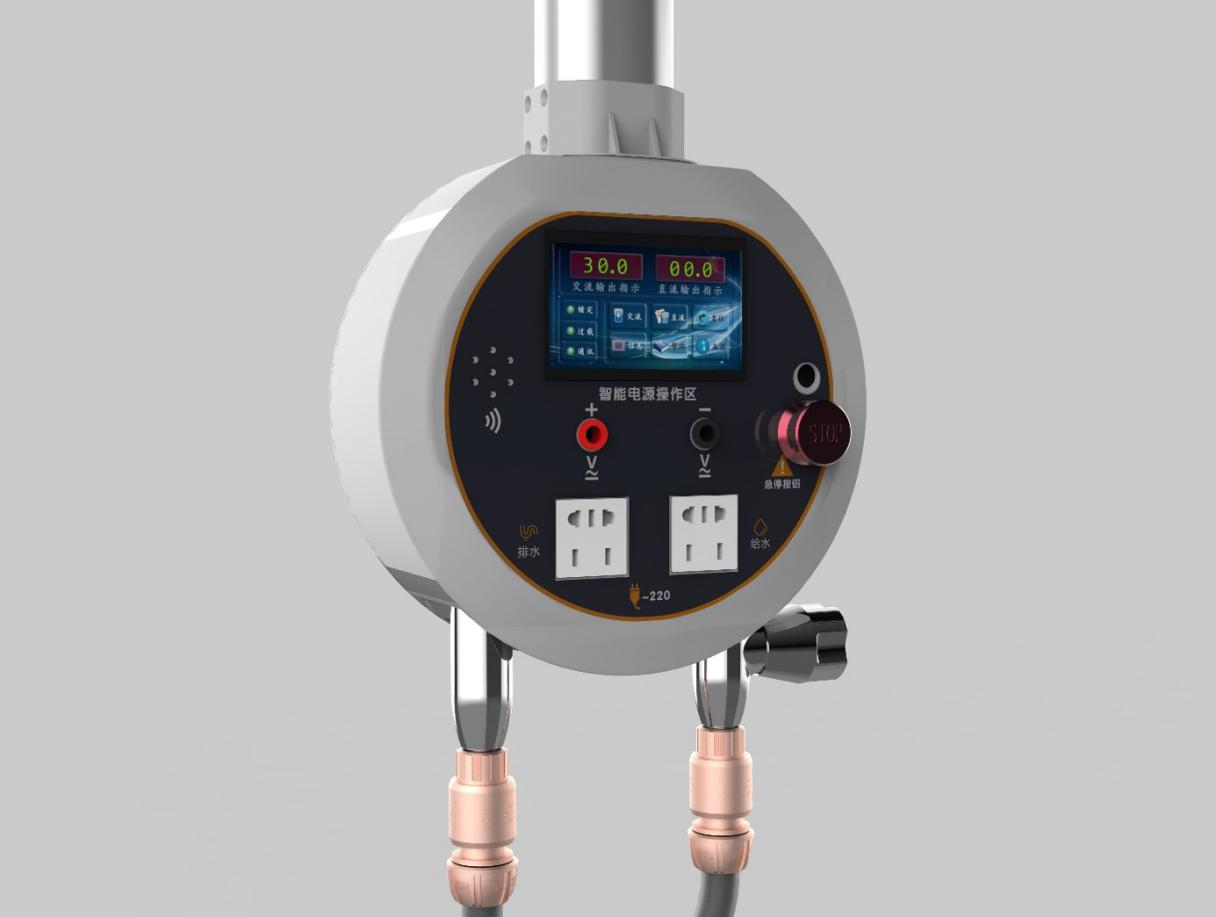 30.0 00.0
交流输出指示 直流输出指示
稳定 交流 直流
过载
通讯
智能电源操作区
+ -
V V
STOP
急停按钮
排水 给水
~220